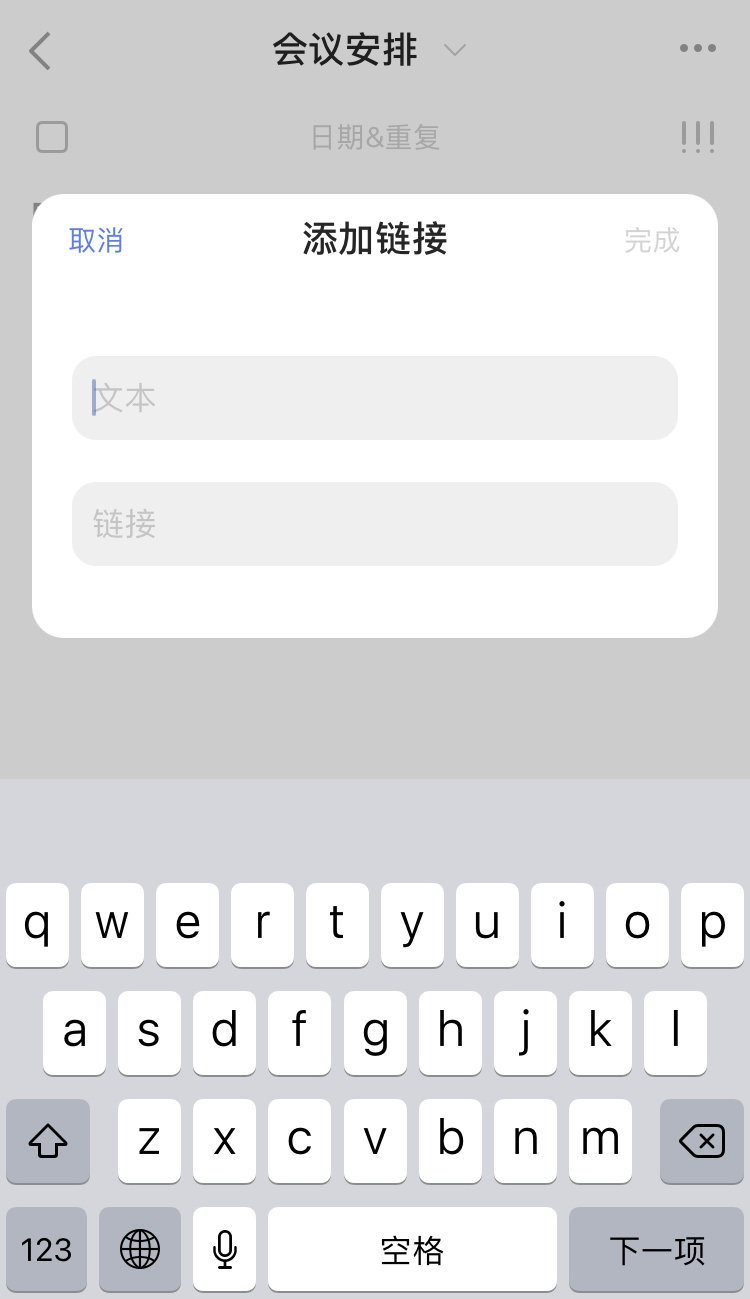 会议安排
日期&重复
取消 添加链接 完成
文本
链接
q w e r t y u i o p
a s d f g h j k l
z x c v b n m
123 空格 下一项